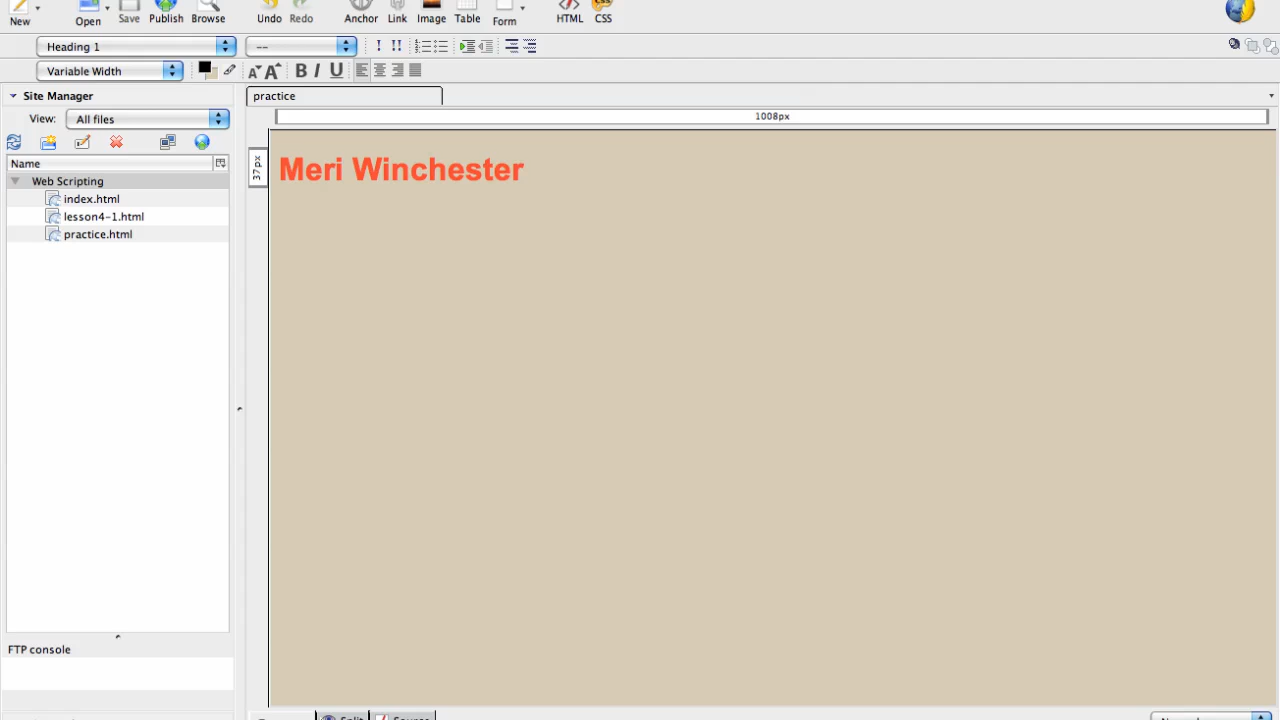 New Open Save Publish Browse Undo Redo Anchor Link Image Table Form HTML CSS
Heading 1 -- ! !!
Variable Width A A B I U
Site Manager practice
View: All files 1008px
Name
37px Meri Winchester
Web Scripting
index.html
lesson4-1.html
practice.html
FTP console
Split Source